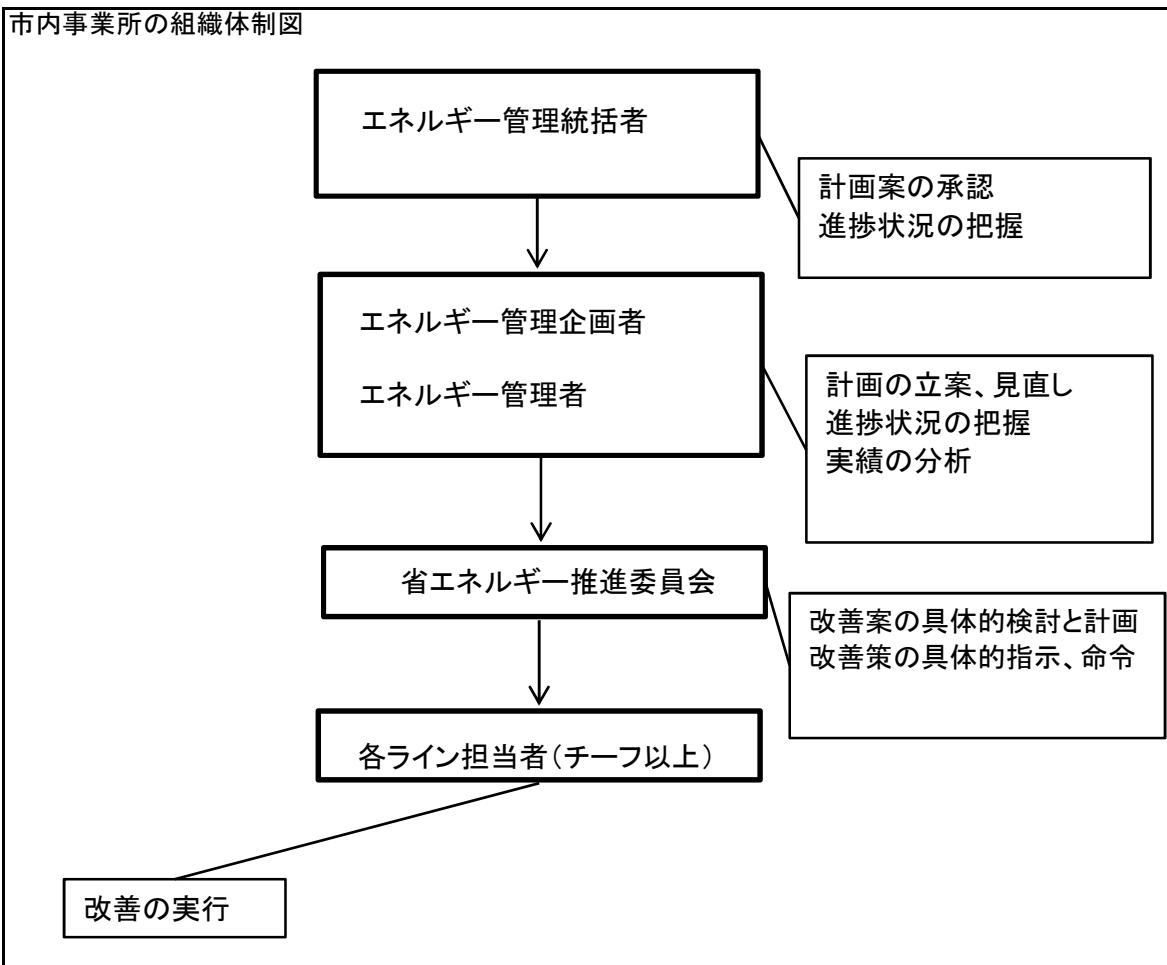 市内事業所の組織体制図
エネルギー管理統括者
計画案の承認
進捗状況の把握
エネルギー管理企画者
エネルギー管理者
計画の立案、見直し
進捗状況の把握
実績の分析
省エネルギー推進委員会
改善案の具体的検討と計画
改善策の具体的指示、命令
各ライン担当者（チーフ以上）
改善の実行